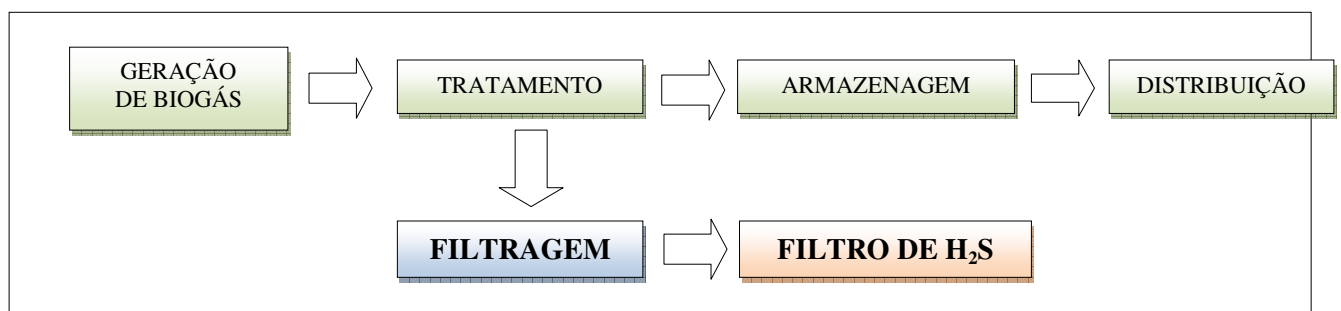 GERAÇÃO
DE BIOGÁS
TRATAMENTO
ARMAZENAGEM
DISTRIBUIÇÃO
FILTRAGEM
FILTRO DE H₂S